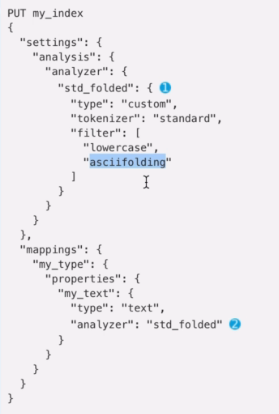 PUT my_index
{
  "settings": {
    "analysis": {
      "analyzer": {
        "std_folded": { 1
          "type": "custom",
          "tokenizer": "standard",
          "filter": [
            "lowercase",
            "asciifolding"
          ]
        }
      }
    }
  },
  "mappings": {
    "my_type": {
      "properties": {
        "my_text": {
          "type": "text",
          "analyzer": "std_folded" 2
        }
      }
    }
  }
}